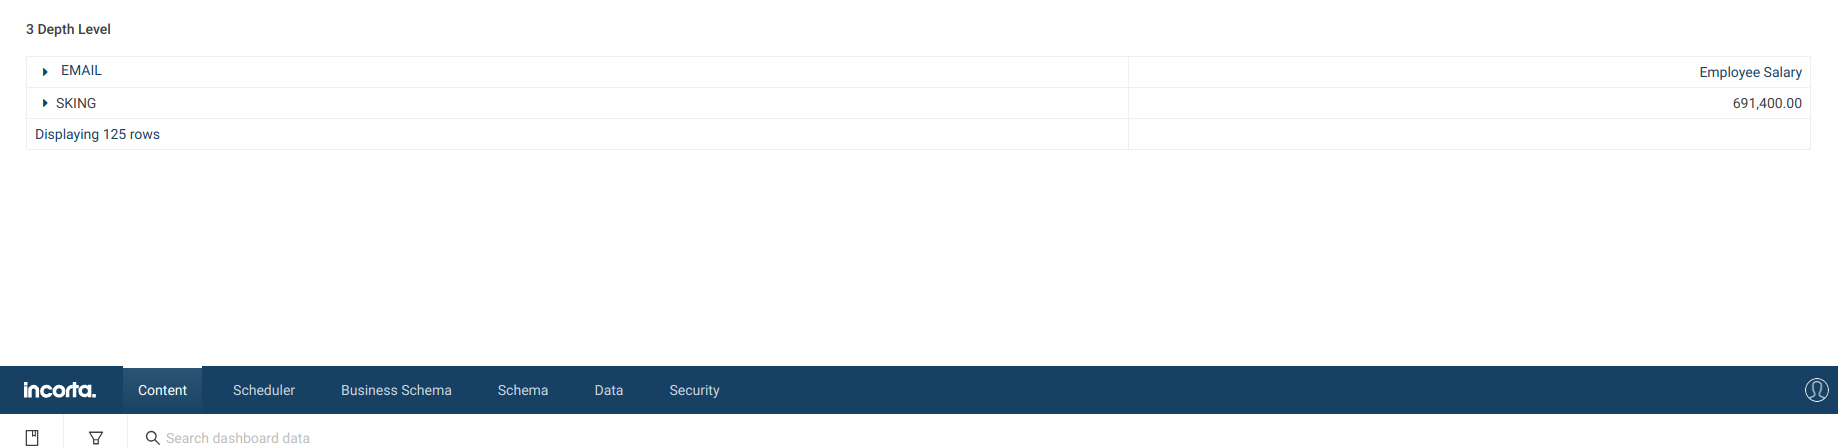 3 Depth Level
EMAIL Employee Salary
SKING 691,400.00
Displaying 125 rows
incorta. Content Scheduler Business Schema Schema Data Security
Search dashboard data